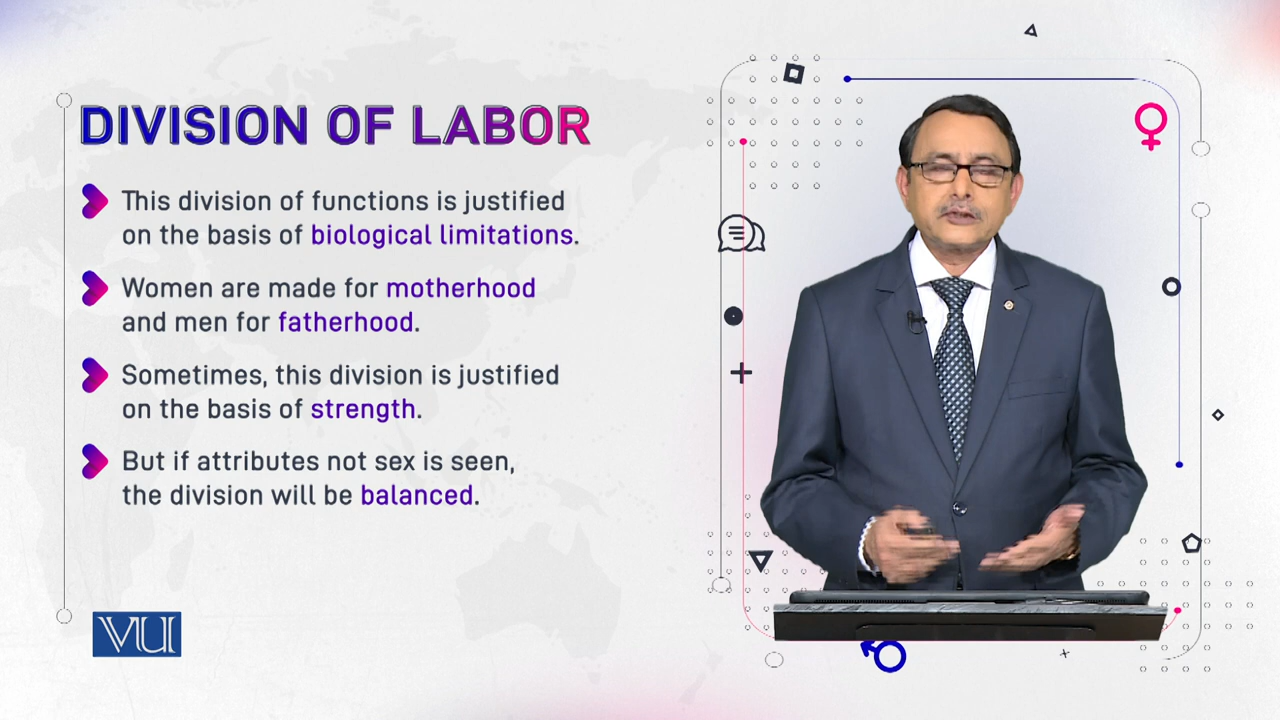 DIVISION OF LABOR
This division of functions is justified
on the basis of biological limitations.
Women are made for motherhood
and men for fatherhood.
Sometimes, this division is justified
on the basis of strength.
But if attributes not sex is seen,
the division will be balanced.
VU